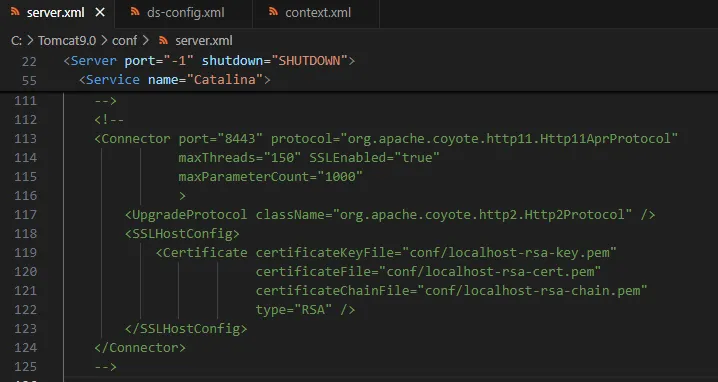 server.xml ds-config.xml context.xml
C: > Tomcat9.0 > conf > server.xml
22 <Server port="-1" shutdown="SHUTDOWN">
55 <Service name="Catalina">
111 -->
112 <!--
113 <Connector port="8443" protocol="org.apache.coyote.http11.Http11AprProtocol"
114 maxThreads="150" SSLEnabled="true"
115 maxParameterCount="1000"
116 >
117 <UpgradeProtocol className="org.apache.coyote.http2.Http2Protocol" />
118 <SSLHostConfig>
119 <Certificate certificateKeyFile="conf/localhost-rsa-key.pem"
120 certificateFile="conf/localhost-rsa-cert.pem"
121 certificateChainFile="conf/localhost-rsa-chain.pem"
122 type="RSA" />
123 </SSLHostConfig>
124 </Connector>
125 -->